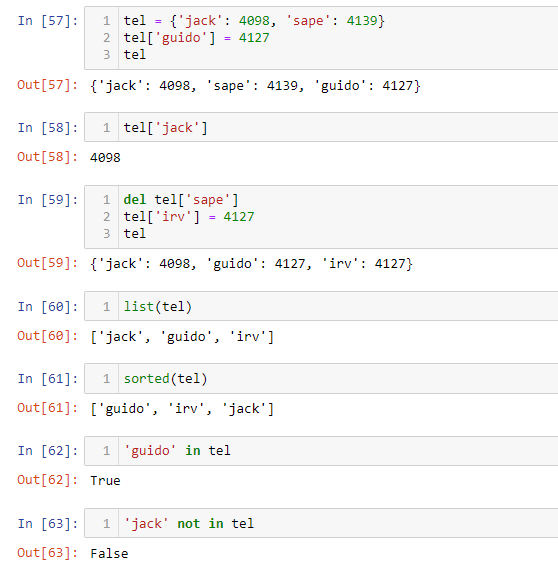 In [57]: 1 tel = {'jack': 4098, 'sape': 4139}
2 tel['guido'] = 4127
3 tel
Out[57]: {'jack': 4098, 'sape': 4139, 'guido': 4127}
In [58]: 1 tel['jack']
Out[58]: 4098
In [59]: 1 del tel['sape']
2 tel['irv'] = 4127
3 tel
Out[59]: {'jack': 4098, 'guido': 4127, 'irv': 4127}
In [60]: 1 list(tel)
Out[60]: ['jack', 'guido', 'irv']
In [61]: 1 sorted(tel)
Out[61]: ['guido', 'irv', 'jack']
In [62]: 1 'guido' in tel
Out[62]: True
In [63]: 1 'jack' not in tel
Out[63]: False